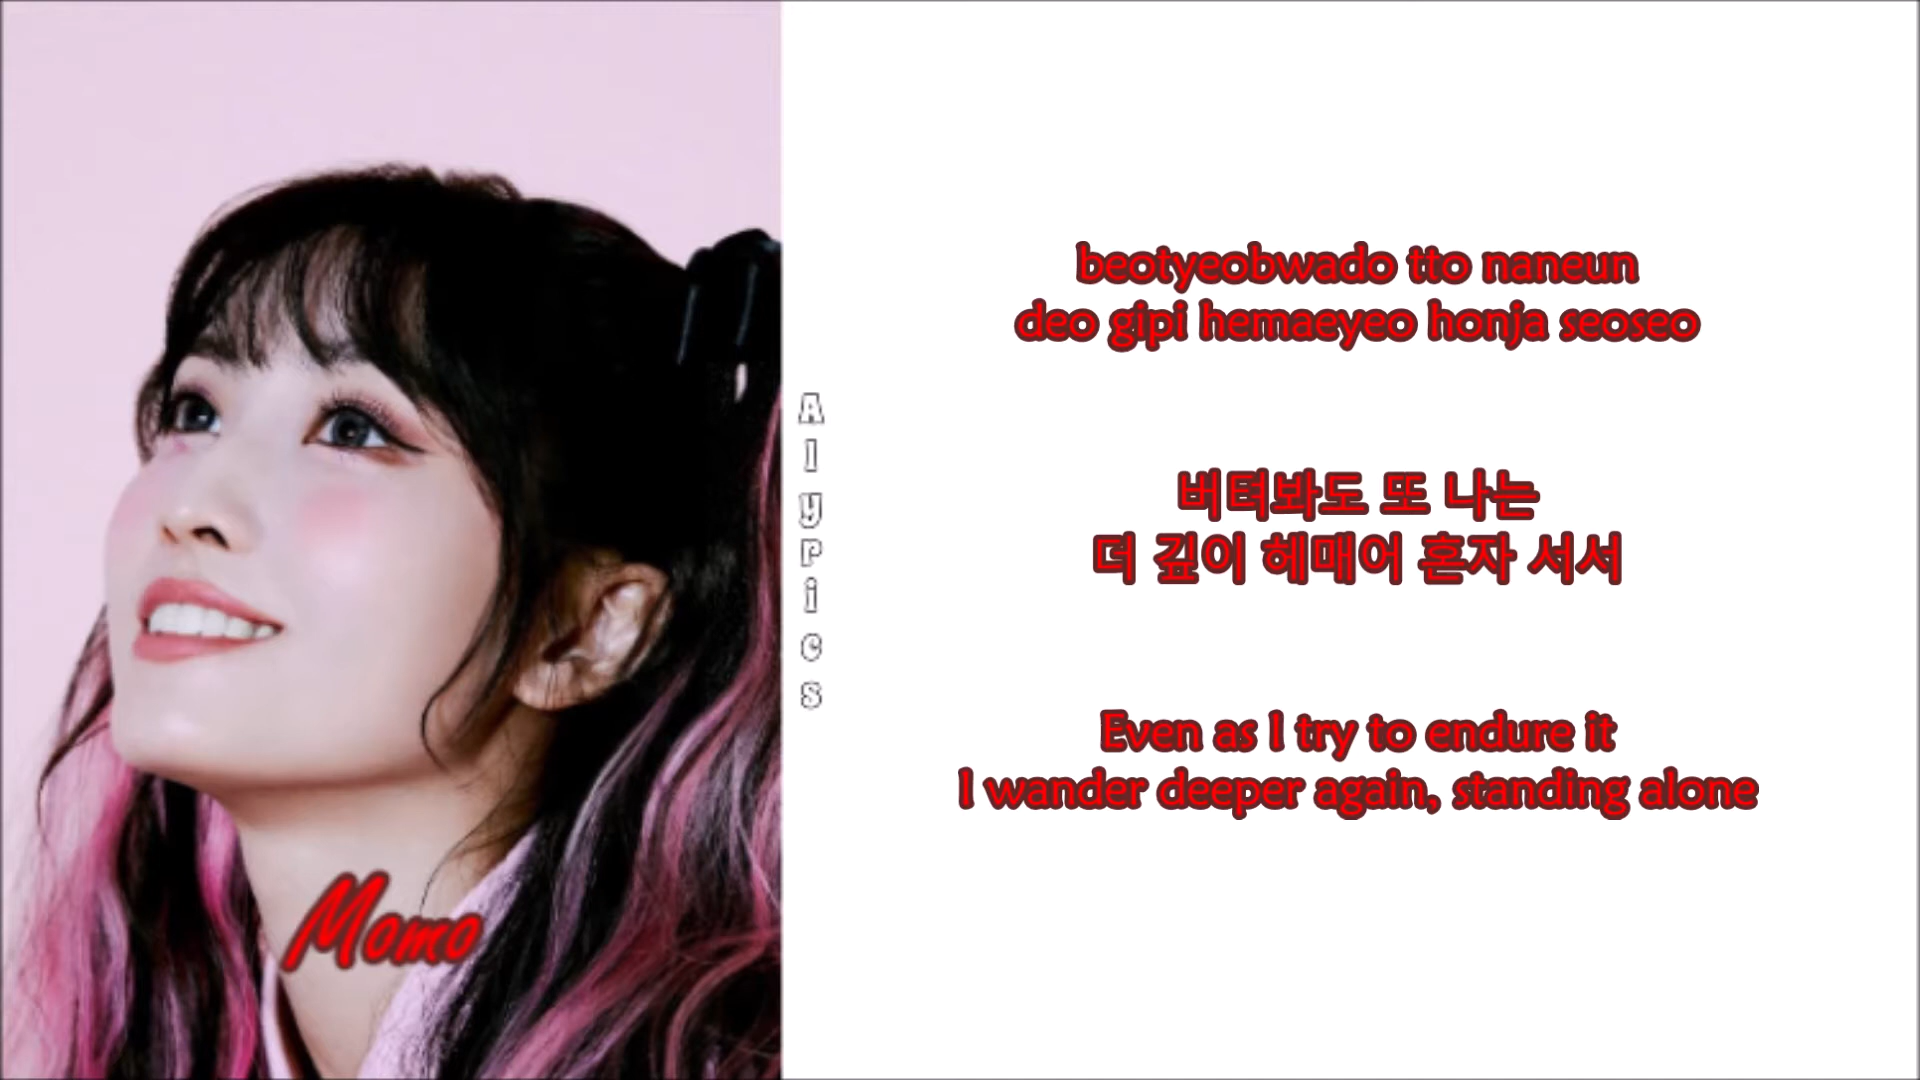 Momo
Alypics
beotyeobwado tto naneun
deo gipi hemaeyeo honja seoseo
버텨봐도 또 나는
더 깊이 헤매어 혼자 서서
Even as I try to endure it
I wander deeper again, standing alone